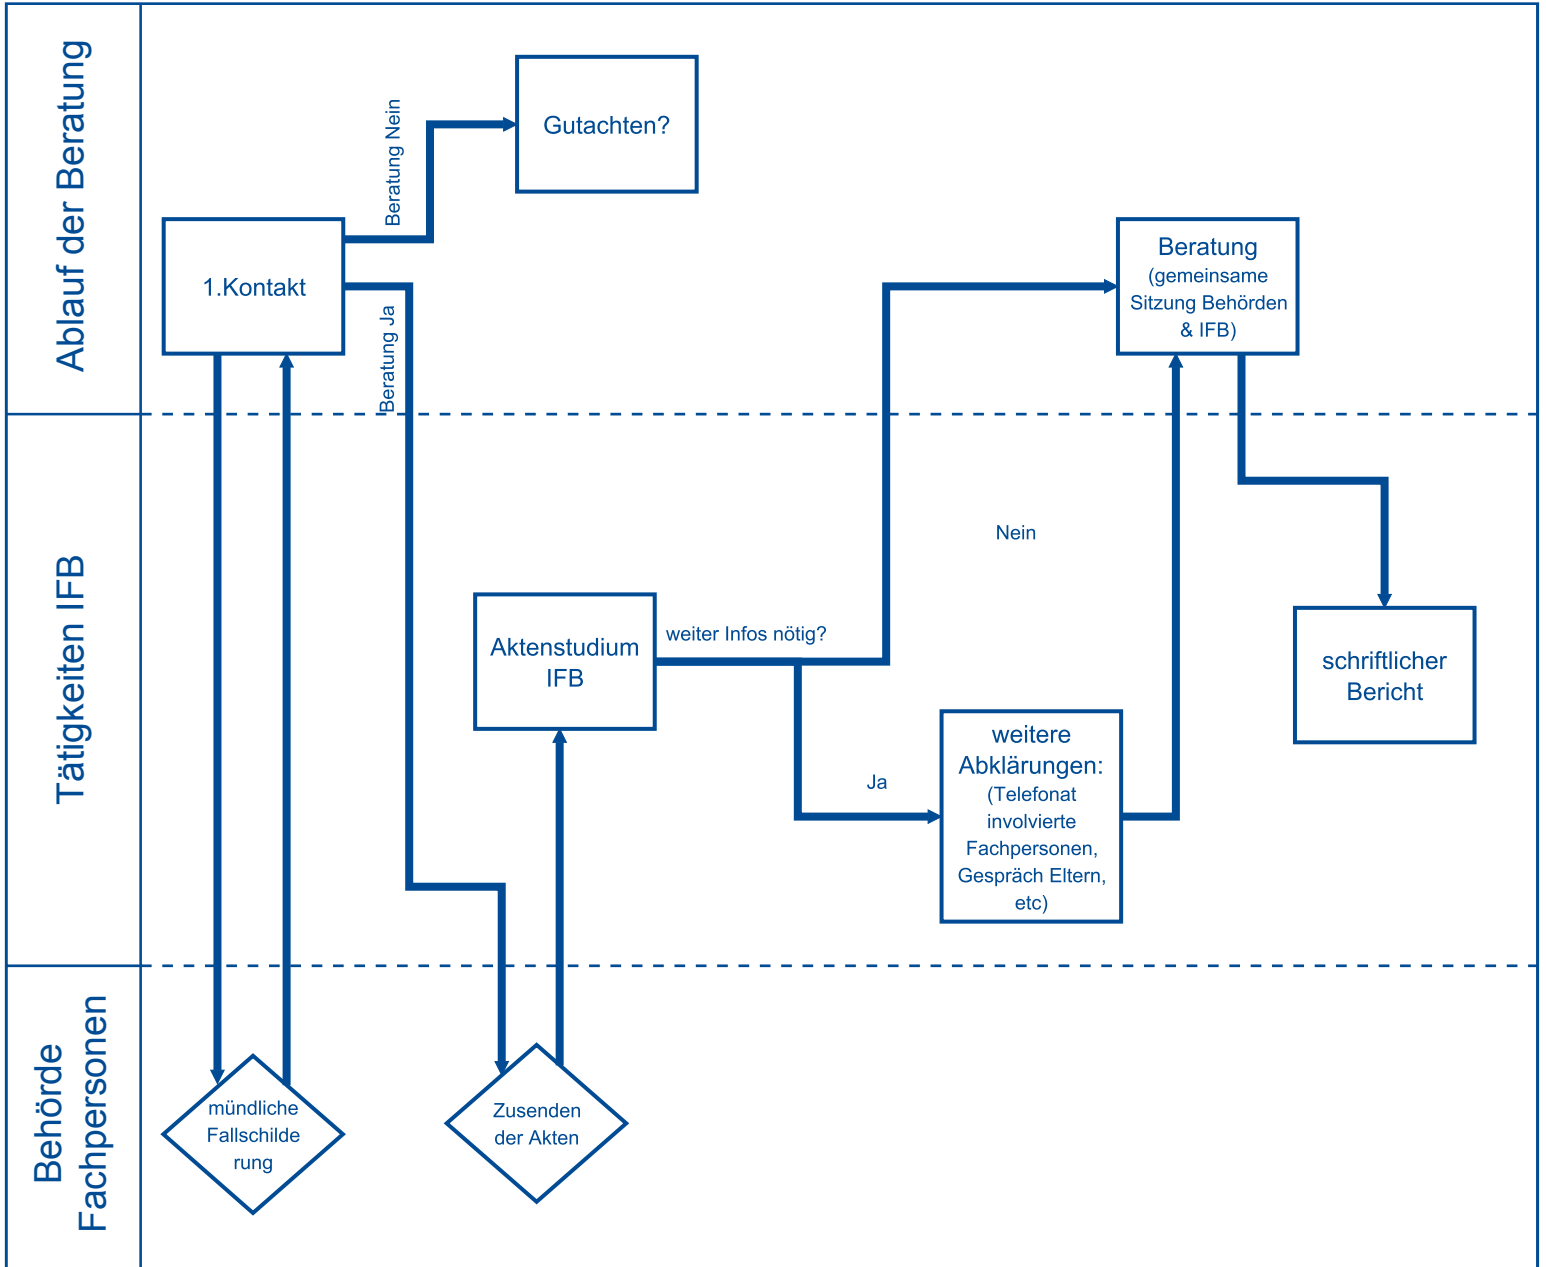 Ablauf der Beratung
Beratung Nein
Gutachten?
1.Kontakt
Beratung Ja
Beratung
(gemeinsame
Sitzung Behörden
& IFB)
Tätigkeiten IFB
Nein
Aktenstudium
IFB
weiter Infos nötig?
Ja
weitere
Abklärungen:
(Telefonat
involvierte
Fachpersonen,
Gespräch Eltern,
etc)
schriftlicher
Bericht
Behörde
Fachpersonen
mündliche
Fallschilde
rung
Zusenden
der Akten